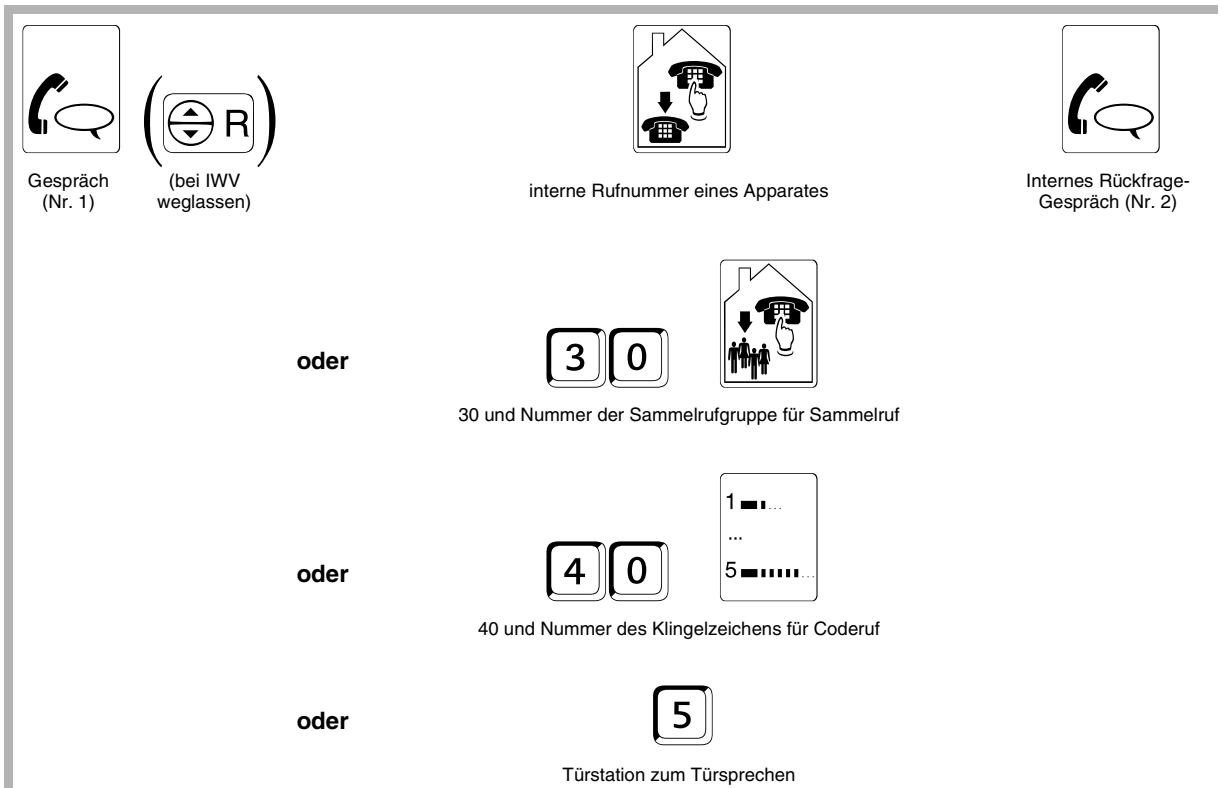 ( R )
Gespräch
(Nr. 1)
(bei IWV
weglassen)
interne Rufnummer eines Apparates
Internes Rückfrage-
Gespräch (Nr. 2)
oder
3 0
30 und Nummer der Sammelrufgruppe für Sammelruf
oder
4 0
1 ...
...
5 ...
40 und Nummer des Klingelzeichens für Coderuf
oder
5
Türstation zum Türsprechen